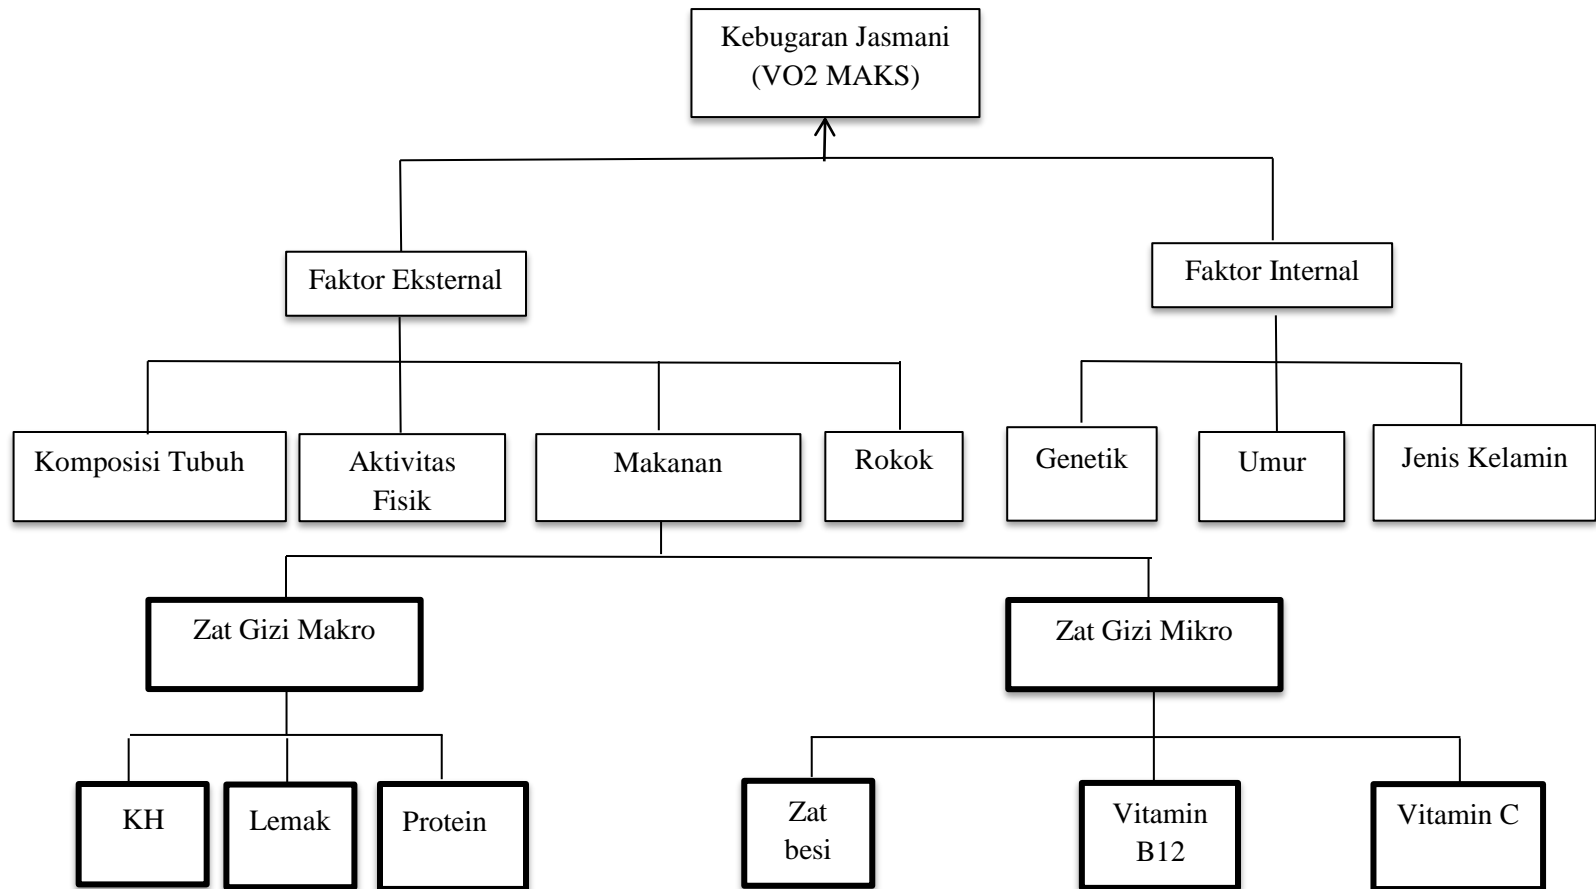 Kebugaran Jasmani
(VO2 MAKS)
Faktor Eksternal
Faktor Internal
Komposisi Tubuh
Aktivitas
Fisik
Makanan
Rokok
Genetik
Umur
Jenis Kelamin
Zat Gizi Makro
Zat Gizi Mikro
KH
Lemak
Protein
Zat
besi
Vitamin
B12
Vitamin C